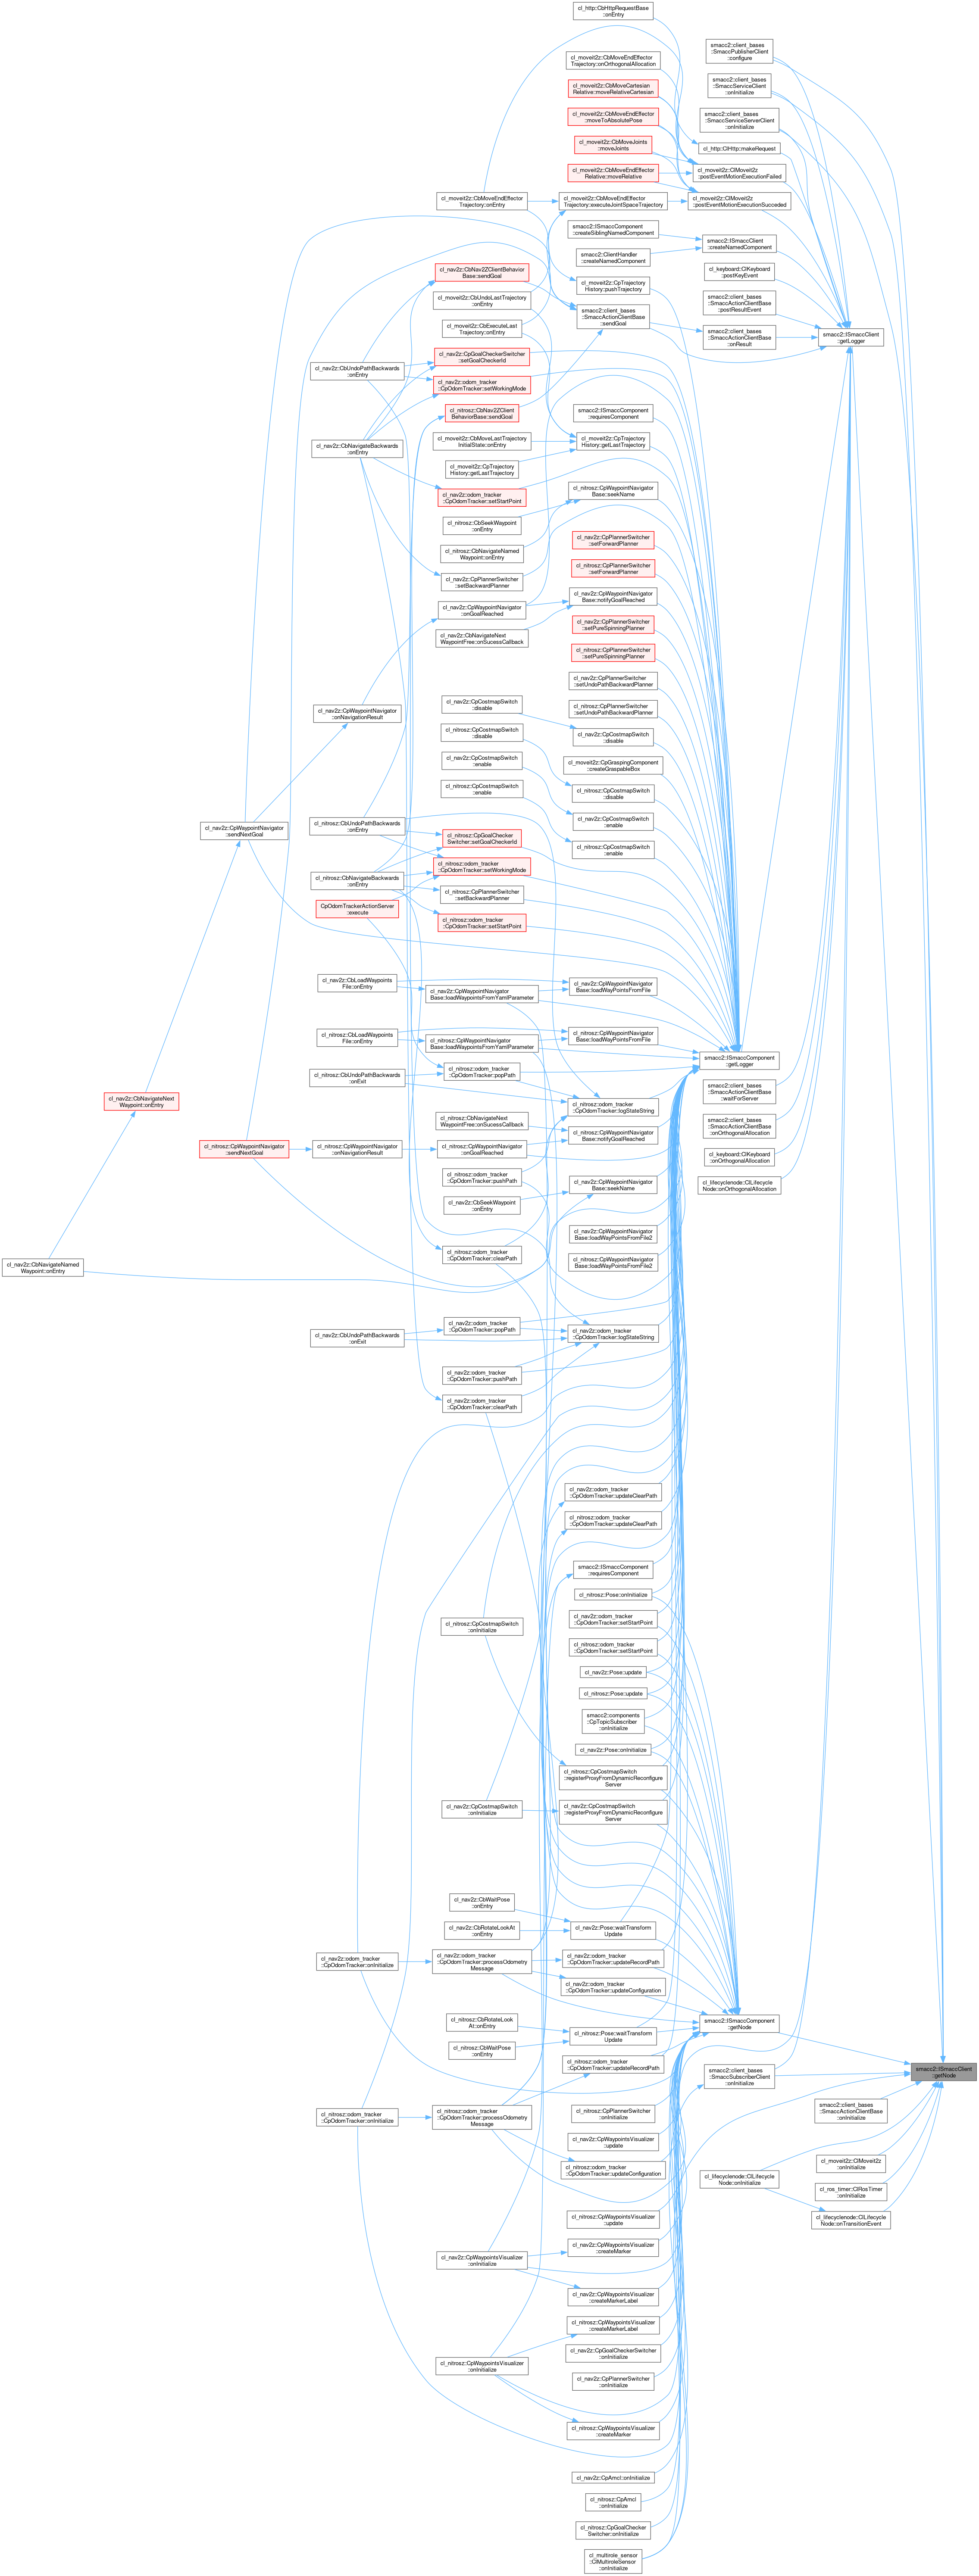 cl_http::CbHttpRequestBase
::onEntry
smacc2::client_bases
::SmaccPublisherClient
::configure
cl_moveit2z::CbMoveEndEffector
Trajectory::onOrthogonalAllocation
smacc2::client_bases
::SmaccServiceClient
::onInitialize
cl_moveit2z::CbMoveCartesian
Relative::moveRelativeCartesian
cl_moveit2z::CbMoveEndEffector
::moveToAbsolutePose
smacc2::client_bases
::SmaccServiceServerClient
::onInitialize
cl_moveit2z::CbMoveJoints
::moveJoints
cl_http::ClHttp::makeRequest
cl_moveit2z::CbMoveEndEffector
Relative::moveRelative
cl_moveit2z::ClMoveit2z
::postEventMotionExecutionFailed
cl_moveit2z::CbMoveEndEffector
Trajectory::onEntry
cl_moveit2z::CbMoveEndEffector
Trajectory::executeJointSpaceTrajectory
cl_moveit2z::ClMoveit2z
::postEventMotionExecutionSucceded
smacc2::ISmaccComponent
::createSiblingNamedComponent
smacc2::ISmaccClient
::createNamedComponent
smacc2::ClientHandler
::createNamedComponent
cl_keyboard::ClKeyboard
::postKeyEvent
cl_nav2z::CbNav2ZClientBehavior
Base::sendGoal
cl_moveit2z::CpTrajectory
History::pushTrajectory
cl_moveit2z::CbUndoLastTrajectory
::onEntry
smacc2::client_bases
::SmaccActionClientBase
::postResultEvent
smacc2::client_bases
::SmaccActionClientBase
::sendGoal
cl_moveit2z::CbExecuteLast
Trajectory::onEntry
smacc2::client_bases
::SmaccActionClientBase
::onResult
smacc2::ISmaccClient
::getLogger
cl_nav2z::CpGoalCheckerSwitcher
::setGoalCheckerId
cl_nav2z::CbUndoPathBackwards
::onEntry
cl_nav2z::odom_tracker
::CpOdomTracker::setWorkingMode
cl_nitrosz::CbNav2ZClient
BehaviorBase::sendGoal
smacc2::ISmaccComponent
::requiresComponent
cl_nav2z::CbNavigateBackwards
::onEntry
cl_moveit2z::CbMoveLastTrajectory
InitialState::onEntry
cl_moveit2z::CpTrajectory
History::getLastTrajectory
cl_moveit2z::CpTrajectory
History::getLastTrajectory
cl_nav2z::odom_tracker
::CpOdomTracker::setStartPoint
cl_nitrosz::CpWaypointNavigator
Base::seekName
cl_nitrosz::CbSeekWaypoint
::onEntry
cl_nitrosz::CbNavigateNamed
Waypoint::onEntry
cl_nav2z::CpPlannerSwitcher
::setForwardPlanner
cl_nav2z::CpPlannerSwitcher
::setBackwardPlanner
cl_nitrosz::CpPlannerSwitcher
::setForwardPlanner
cl_nav2z::CpWaypointNavigator
::onGoalReached
cl_nav2z::CpWaypointNavigator
Base::notifyGoalReached
cl_nav2z::CbNavigateNext
WaypointFree::onSucessCallback
cl_nav2z::CpPlannerSwitcher
::setPureSpinningPlanner
cl_nitrosz::CpPlannerSwitcher
::setPureSpinningPlanner
cl_nav2z::CpPlannerSwitcher
::setUndoPathBackwardPlanner
cl_nitrosz::CpPlannerSwitcher
::setUndoPathBackwardPlanner
cl_nav2z::CpWaypointNavigator
::onNavigationResult
cl_nav2z::CpCostmapSwitch
::disable
cl_nitrosz::CpCostmapSwitch
::disable
cl_nav2z::CpCostmapSwitch
::disable
cl_nav2z::CpCostmapSwitch
::enable
cl_moveit2z::CpGraspingComponent
::createGraspableBox
cl_nitrosz::CpCostmapSwitch
::enable
cl_nitrosz::CpCostmapSwitch
::disable
cl_nav2z::CpCostmapSwitch
::enable
cl_nav2z::CpWaypointNavigator
::sendNextGoal
cl_nitrosz::CbUndoPathBackwards
::onEntry
cl_nitrosz::CpGoalChecker
Switcher::setGoalCheckerId
cl_nitrosz::CpCostmapSwitch
::enable
cl_nitrosz::odom_tracker
::CpOdomTracker::setWorkingMode
cl_nitrosz::CbNavigateBackwards
::onEntry
cl_nitrosz::CpPlannerSwitcher
::setBackwardPlanner
CpOdomTrackerActionServer
::execute
cl_nitrosz::odom_tracker
::CpOdomTracker::setStartPoint
cl_nav2z::CbLoadWaypoints
File::onEntry
cl_nav2z::CpWaypointNavigator
Base::loadWaypointsFromYamlParameter
cl_nav2z::CpWaypointNavigator
Base::loadWayPointsFromFile
cl_nitrosz::CbLoadWaypoints
File::onEntry
cl_nitrosz::CpWaypointNavigator
Base::loadWaypointsFromYamlParameter
cl_nitrosz::CpWaypointNavigator
Base::loadWayPointsFromFile
smacc2::ISmaccComponent
::getLogger
cl_nitrosz::CbUndoPathBackwards
::onExit
cl_nitrosz::odom_tracker
::CpOdomTracker::popPath
smacc2::client_bases
::SmaccActionClientBase
::waitForServer
cl_nav2z::CbNavigateNext
Waypoint::onEntry
cl_nitrosz::odom_tracker
::CpOdomTracker::logStateString
cl_nitrosz::CbNavigateNext
WaypointFree::onSucessCallback
smacc2::client_bases
::SmaccActionClientBase
::onOrthogonalAllocation
cl_nitrosz::CpWaypointNavigator
Base::notifyGoalReached
cl_nitrosz::CpWaypointNavigator
::sendNextGoal
cl_nitrosz::CpWaypointNavigator
::onNavigationResult
cl_nitrosz::CpWaypointNavigator
::onGoalReached
cl_keyboard::ClKeyboard
::onOrthogonalAllocation
cl_nitrosz::odom_tracker
::CpOdomTracker::pushPath
cl_nav2z::CpWaypointNavigator
Base::seekName
cl_lifecyclenode::ClLifecycle
Node::onOrthogonalAllocation
cl_nav2z::CbSeekWaypoint
::onEntry
cl_nav2z::CpWaypointNavigator
Base::loadWayPointsFromFile2
cl_nitrosz::odom_tracker
::CpOdomTracker::clearPath
cl_nitrosz::CpWaypointNavigator
Base::loadWayPointsFromFile2
cl_nav2z::CbNavigateNamed
Waypoint::onEntry
cl_nav2z::odom_tracker
::CpOdomTracker::popPath
cl_nav2z::CbUndoPathBackwards
::onExit
cl_nav2z::odom_tracker
::CpOdomTracker::logStateString
cl_nav2z::odom_tracker
::CpOdomTracker::pushPath
cl_nav2z::odom_tracker
::CpOdomTracker::clearPath
cl_nav2z::odom_tracker
::CpOdomTracker::updateClearPath
cl_nitrosz::odom_tracker
::CpOdomTracker::updateClearPath
smacc2::ISmaccComponent
::requiresComponent
cl_nitrosz::Pose::onInitialize
cl_nav2z::odom_tracker
::CpOdomTracker::setStartPoint
cl_nitrosz::CpCostmapSwitch
::onInitialize
cl_nitrosz::odom_tracker
::CpOdomTracker::setStartPoint
cl_nav2z::Pose::update
cl_nitrosz::Pose::update
smacc2::components
::CpTopicSubscriber
::onInitialize
cl_nav2z::Pose::onInitialize
cl_nitrosz::CpCostmapSwitch
::registerProxyFromDynamicReconfigure
Server
cl_nav2z::CpCostmapSwitch
::onInitialize
cl_nav2z::CpCostmapSwitch
::registerProxyFromDynamicReconfigure
Server
cl_nav2z::CbWaitPose
::onEntry
cl_nav2z::CbRotateLookAt
::onEntry
cl_nav2z::Pose::waitTransform
Update
cl_nav2z::odom_tracker
::CpOdomTracker::onInitialize
cl_nav2z::odom_tracker
::CpOdomTracker::processOdometry
Message
cl_nav2z::odom_tracker
::CpOdomTracker::updateRecordPath
cl_nav2z::odom_tracker
::CpOdomTracker::updateConfiguration
cl_nitrosz::CbRotateLook
At::onEntry
smacc2::ISmaccComponent
::getNode
cl_nitrosz::Pose::waitTransform
Update
cl_nitrosz::CbWaitPose
::onEntry
cl_nitrosz::odom_tracker
::CpOdomTracker::updateRecordPath
smacc2::client_bases
::SmaccSubscriberClient
::onInitialize
smacc2::ISmaccClient
::getNode
cl_nitrosz::odom_tracker
::CpOdomTracker::onInitialize
cl_nitrosz::odom_tracker
::CpOdomTracker::processOdometry
Message
cl_nitrosz::CpPlannerSwitcher
::onInitialize
smacc2::client_bases
::SmaccActionClientBase
::onInitialize
cl_nav2z::CpWaypointsVisualizer
::update
cl_moveit2z::ClMoveit2z
::onInitialize
cl_nitrosz::odom_tracker
::CpOdomTracker::updateConfiguration
cl_lifecyclenode::ClLifecycle
Node::onInitialize
cl_ros_timer::ClRosTimer
::onInitialize
cl_nitrosz::CpWaypointsVisualizer
::update
cl_lifecyclenode::ClLifecycle
Node::onTransitionEvent
cl_nav2z::CpWaypointsVisualizer
::createMarker
cl_nav2z::CpWaypointsVisualizer
::onInitialize
cl_nav2z::CpWaypointsVisualizer
::createMarkerLabel
cl_nitrosz::CpWaypointsVisualizer
::createMarkerLabel
cl_nav2z::CpGoalCheckerSwitcher
::onInitialize
cl_nitrosz::CpWaypointsVisualizer
::onInitialize
cl_nav2z::CpPlannerSwitcher
::onInitialize
cl_nitrosz::CpWaypointsVisualizer
::createMarker
cl_nav2z::CpAmcl::onInitialize
cl_nitrosz::CpAmcl
::onInitialize
cl_nitrosz::CpGoalChecker
Switcher::onInitialize
cl_multirole_sensor
::ClMultiroleSensor
::onInitialize